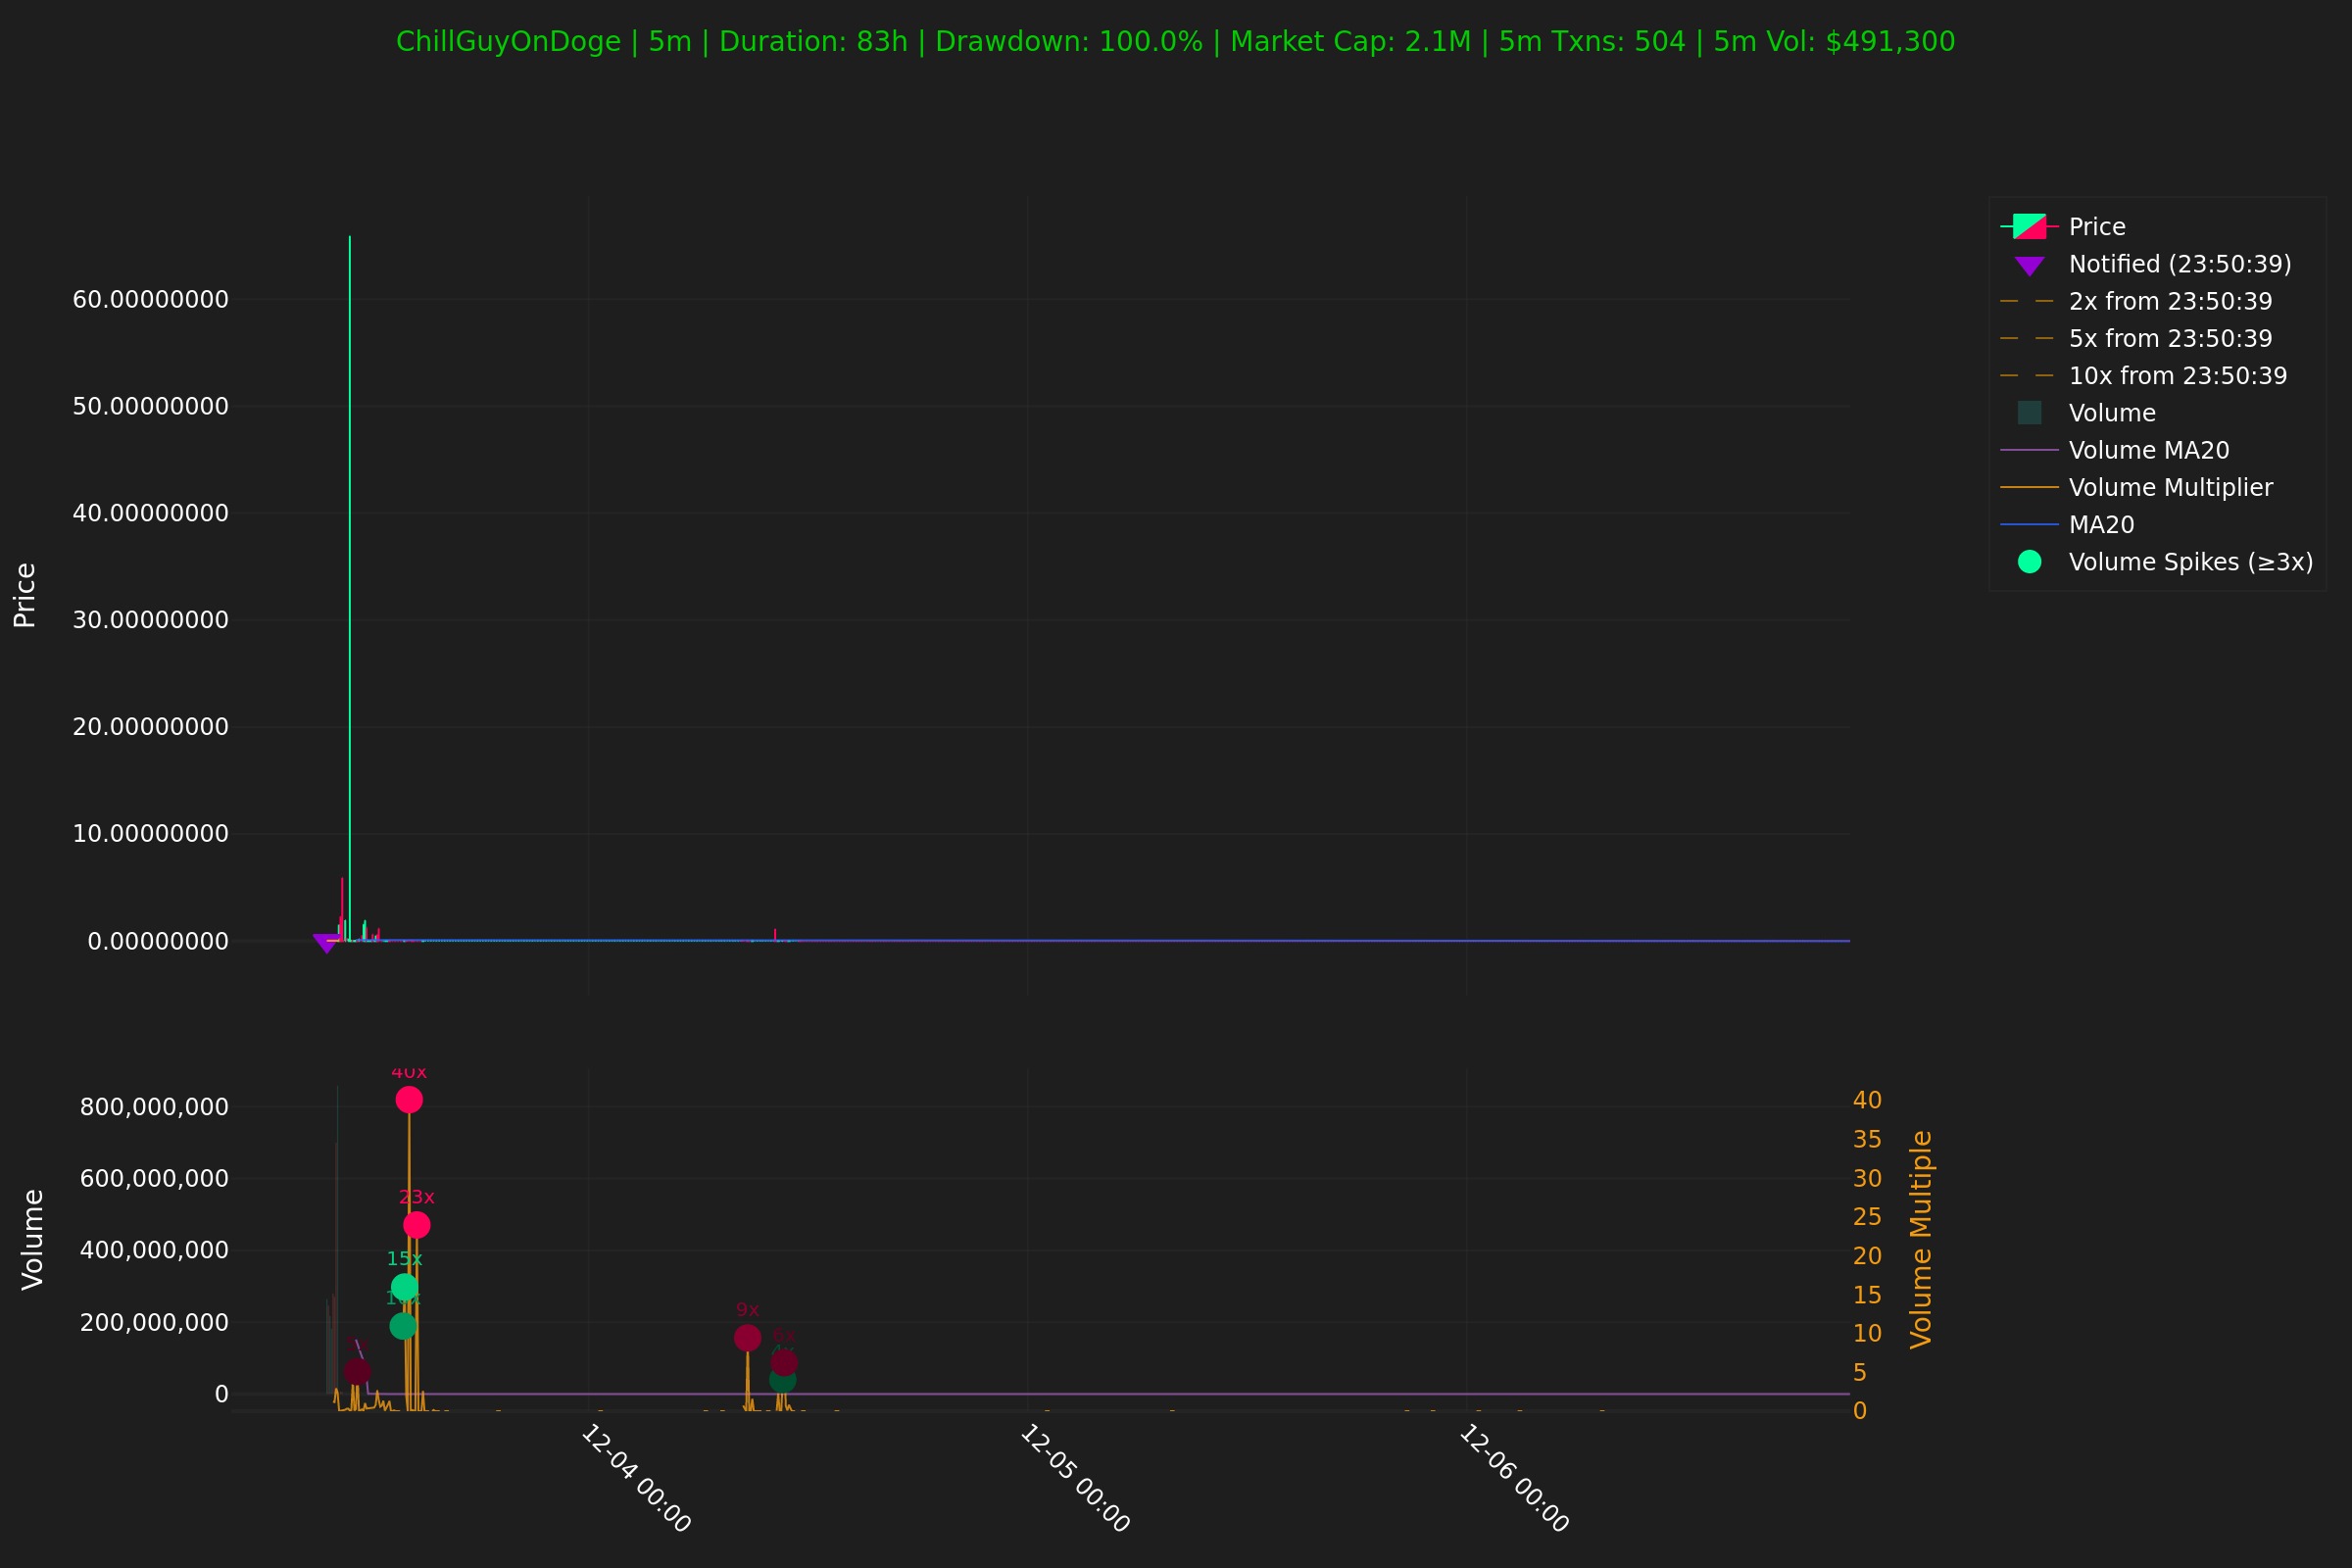 ChillGuyOnDoge | 5m | Duration: 83h | Drawdown: 100.0% | Market Cap: 2.1M | 5m Txns: 504 | 5m Vol: $491,300
Price
60.00000000
50.00000000
40.00000000
30.00000000
20.00000000
10.00000000
0.00000000
Price
Notified (23:50:39)
2x from 23:50:39
5x from 23:50:39
10x from 23:50:39
Volume
Volume MA20
Volume Multiplier
MA20
Volume Spikes (≥3x)
Volume
800,000,000
600,000,000
400,000,000
200,000,000
0
40x
23x
15x
9x
6x
40
35
30
25
20
15
10
5
0
Volume Multiple
12-04 00:00
12-05 00:00
12-06 00:00